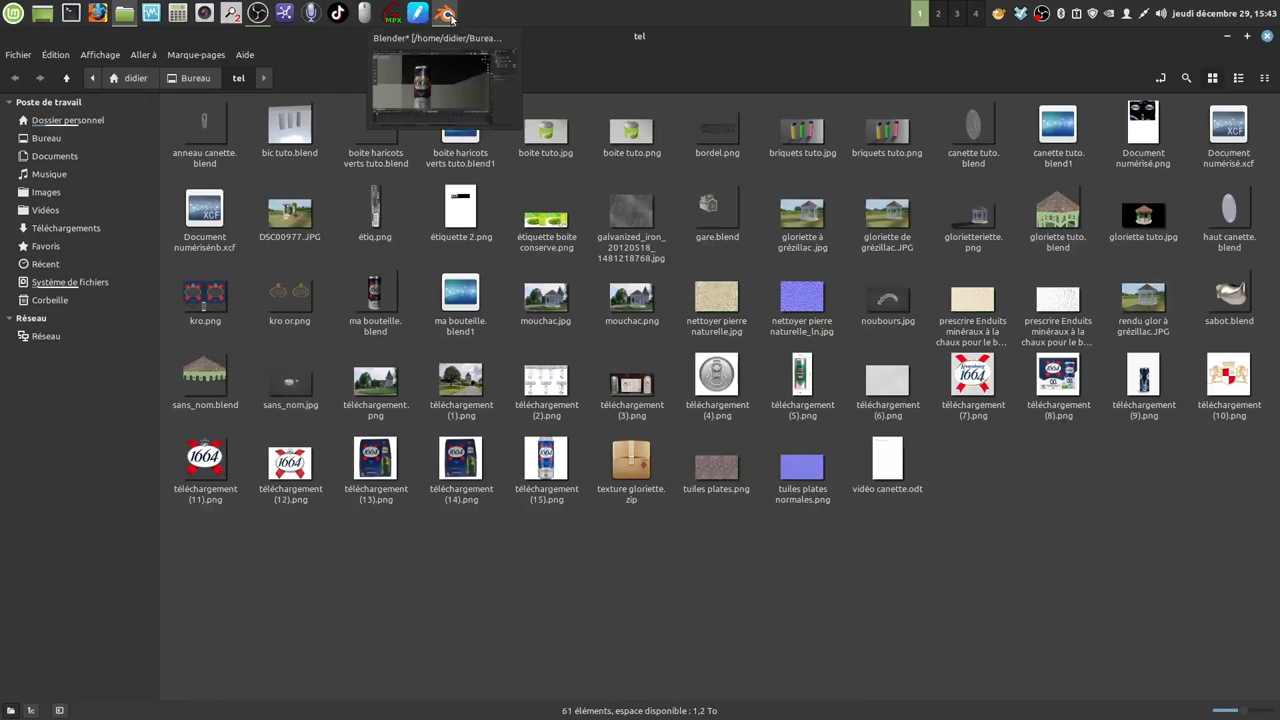 1 2 3 4 jeudi décembre 29, 15:43
Blender* [/home/didier/Burea...
tel
Fichier Édition Affichage Aller à Marque-pages Aide
didier Bureau tel
Poste de travail
Dossier personnel
Bureau
Documents
Musique
Images
Vidéos
Téléchargements
Favoris
Récent
Système de fichiers
Corbeille
Réseau
Réseau
anneau canette. bic tuto.blend boite haricots boite haricots boite tuto.jpg boite tuto.png bordel.png briquets tuto.jpg briquets tuto.png canette tuto. canette tuto. Document Document
blend verts tuto.blend verts tuto.blend1 blend blend1 numérisé.png numérisé.xcf
Document DSC00977.JPG étiq.png étiquette 2.png étiquette boite galvanized_iron_ gare.blend gloriette à gloriette de glorietteriette. gloriette tuto. gloriette tuto.jpg haut canette.
numérisénb.xcf conserve.png 20120518_ grézillac .jpg grézillac.JPG png blend blend
1481218768.jpg
kro.png kro or.png ma bouteille. ma bouteille. mouchac.jpg mouchac.png nettoyer pierre nettoyer pierre noubours.jpg prescrire Enduits prescrire Enduits rendu glor à sabot.blend
blend blend1 naturelle.jpg naturelle_ln.jpg minéraux à la minéraux à la grézillac.JPG
chaux pour le b... chaux pour le b...
sans_nom.blend sans_nom.jpg téléchargement. téléchargement téléchargement téléchargement téléchargement téléchargement téléchargement téléchargement téléchargement téléchargement téléchargement
png (1).png (2).png (3).png (4).png (5).png (6).png (7).png (8).png (9).png (10).png
téléchargement téléchargement téléchargement téléchargement téléchargement texture gloriette. tuiles plates.png tuiles plates vidéo canette.odt
(11).png (12).png (13).png (14).png (15).png zip normales.png
61 éléments, espace disponible : 1,2 To